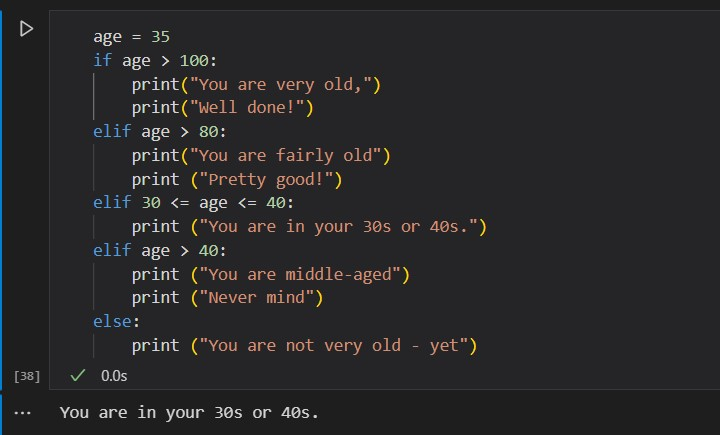 age = 35
if age > 100:
    print("You are very old,")
    print("Well done!")
elif age > 80:
    print("You are fairly old")
    print ("Pretty good!")
elif 30 <= age <= 40:
    print ("You are in your 30s or 40s.")
elif age > 40:
    print ("You are middle-aged")
    print ("Never mind")
else:
    print ("You are not very old - yet")
[38] ✓ 0.0s
... You are in your 30s or 40s.